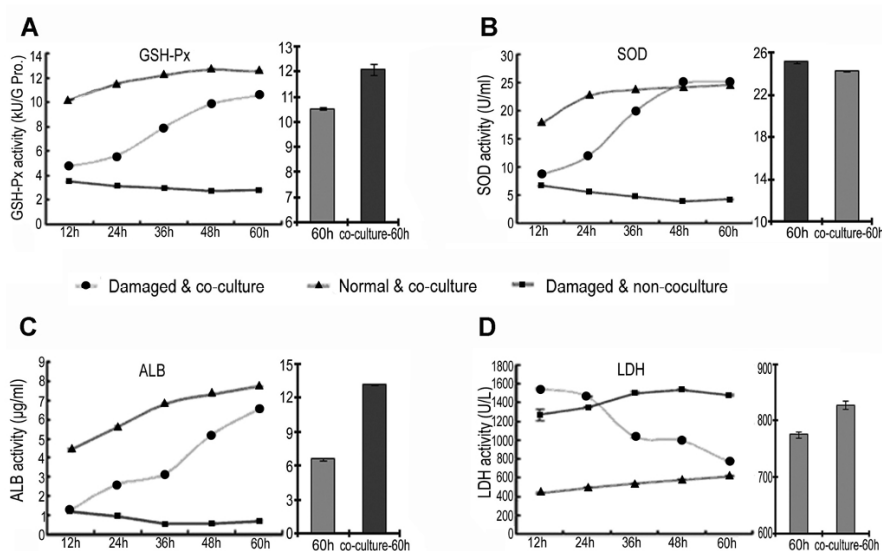 A
GSH-Px
GSH-Px activity (kU/G Pro.)
14
12
10
8
6
4
2
0
12h 24h 36h 48h 60h
13
12
11
10
9
8
7
6
60h co-culture-60h
B
SOD
SOD activity (U/ml)
30
25
20
15
10
5
0
12h 24h 36h 48h 60h
26
22
18
14
10
60h co-culture-60h
Damaged & co-culture Normal & co-culture Damaged & non-coculture
C
ALB
ALB activity (µg/ml)
9
8
7
6
5
4
3
2
1
0
12h 24h 36h 48h 60h
15
12
9
6
3
0
60h co-culture-60h
D
LDH
LDH activity (U/L)
1800
1600
1400
1200
1000
800
600
400
200
0
12h 24h 36h 48h 60h
900
800
700
600
60h co-culture-60h